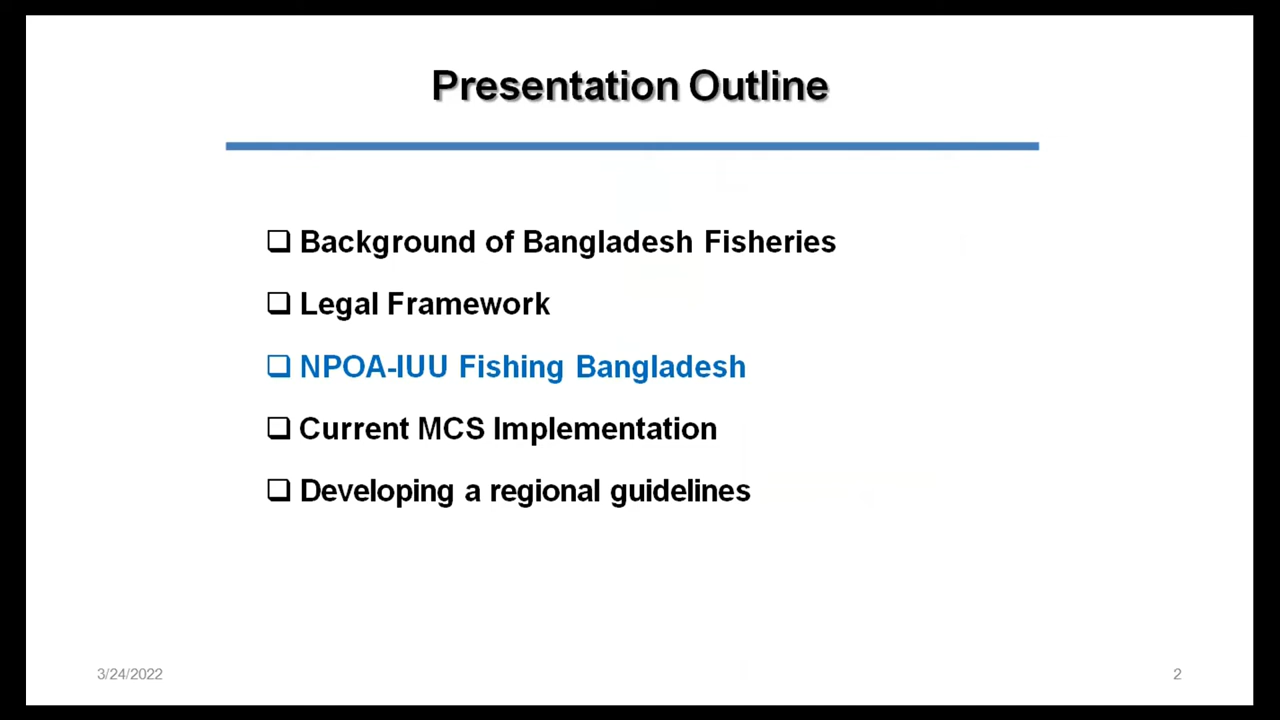 Presentation Outline
❑ Background of Bangladesh Fisheries
❑ Legal Framework
❑ NPOA-IUU Fishing Bangladesh
❑ Current MCS Implementation
❑ Developing a regional guidelines
3/24/2022
2